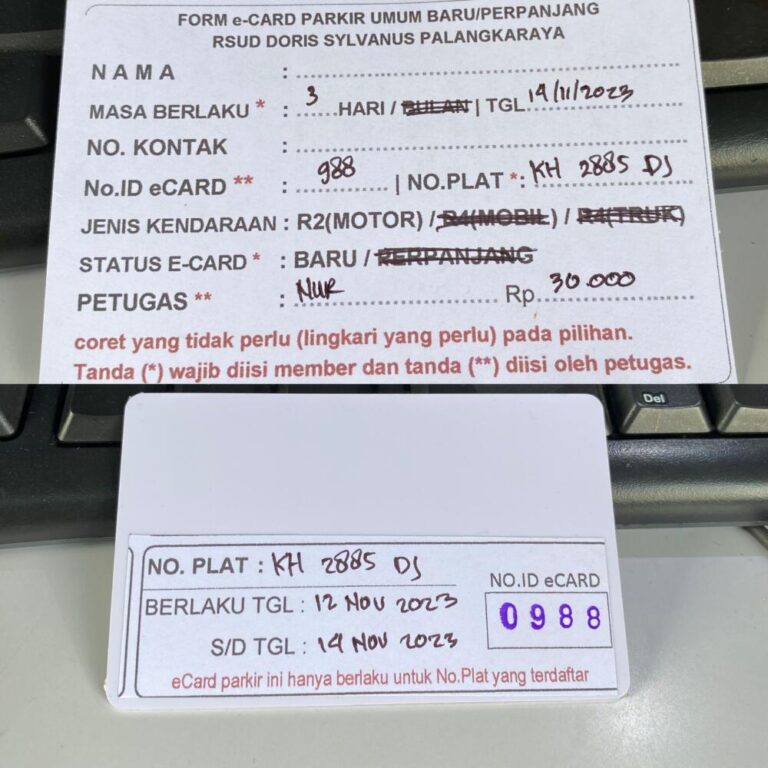 FORM e-CARD PARKIR UMUM BARU/PERPANJANG
RSUD DORIS SYLVANUS PALANGKARAYA
NAMA :
MASA BERLAKU * : 3 HARI / BULAN | TGL 14/11/2023
NO. KONTAK :
No.ID eCARD ** : 988 | NO.PLAT *: KH 2885 DJ
JENIS KENDARAAN : R2(MOTOR) / R4(MOBIL) / R4(TRUK)
STATUS E-CARD * : BARU / PERPANJANG
PETUGAS ** : NUR Rp. 30.000
coret yang tidak perlu (lingkari yang perlu) pada pilihan.
Tanda (*) wajib diisi member dan tanda (**) diisi oleh petugas.
Del
NO. PLAT : KH 2885 DJ
BERLAKU TGL : 12 NOV 2023
S/D TGL : 14 NOV 2023
NO.ID eCARD
0988
eCard parkir ini hanya berlaku untuk No.Plat yang terdaftar